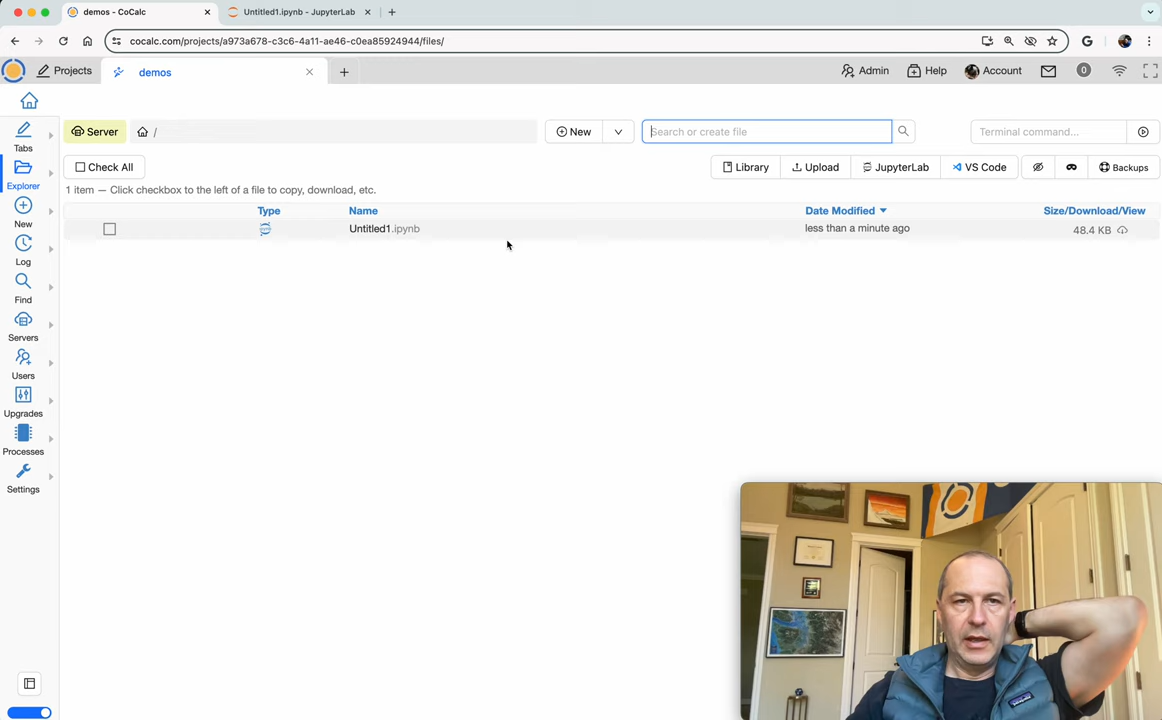 demos - CoCalc
Untitled1.ipynb - JupyterLab
cocalc.com/projects/a973a678-c3c6-4a11-ae46-c0ea85924944/files/
Projects
demos
Admin
Help
Account
0
Server
/
New
Search or create file
Terminal command...
Check All
Library
Upload
JupyterLab
VS Code
Backups
1 item — Click checkbox to the left of a file to copy, download, etc.
Type
Name
Date Modified
Size/Download/View
Untitled1.ipynb
less than a minute ago
48.4 KB
Tabs
Explorer
New
Log
Find
Servers
Users
Upgrades
Processes
Settings